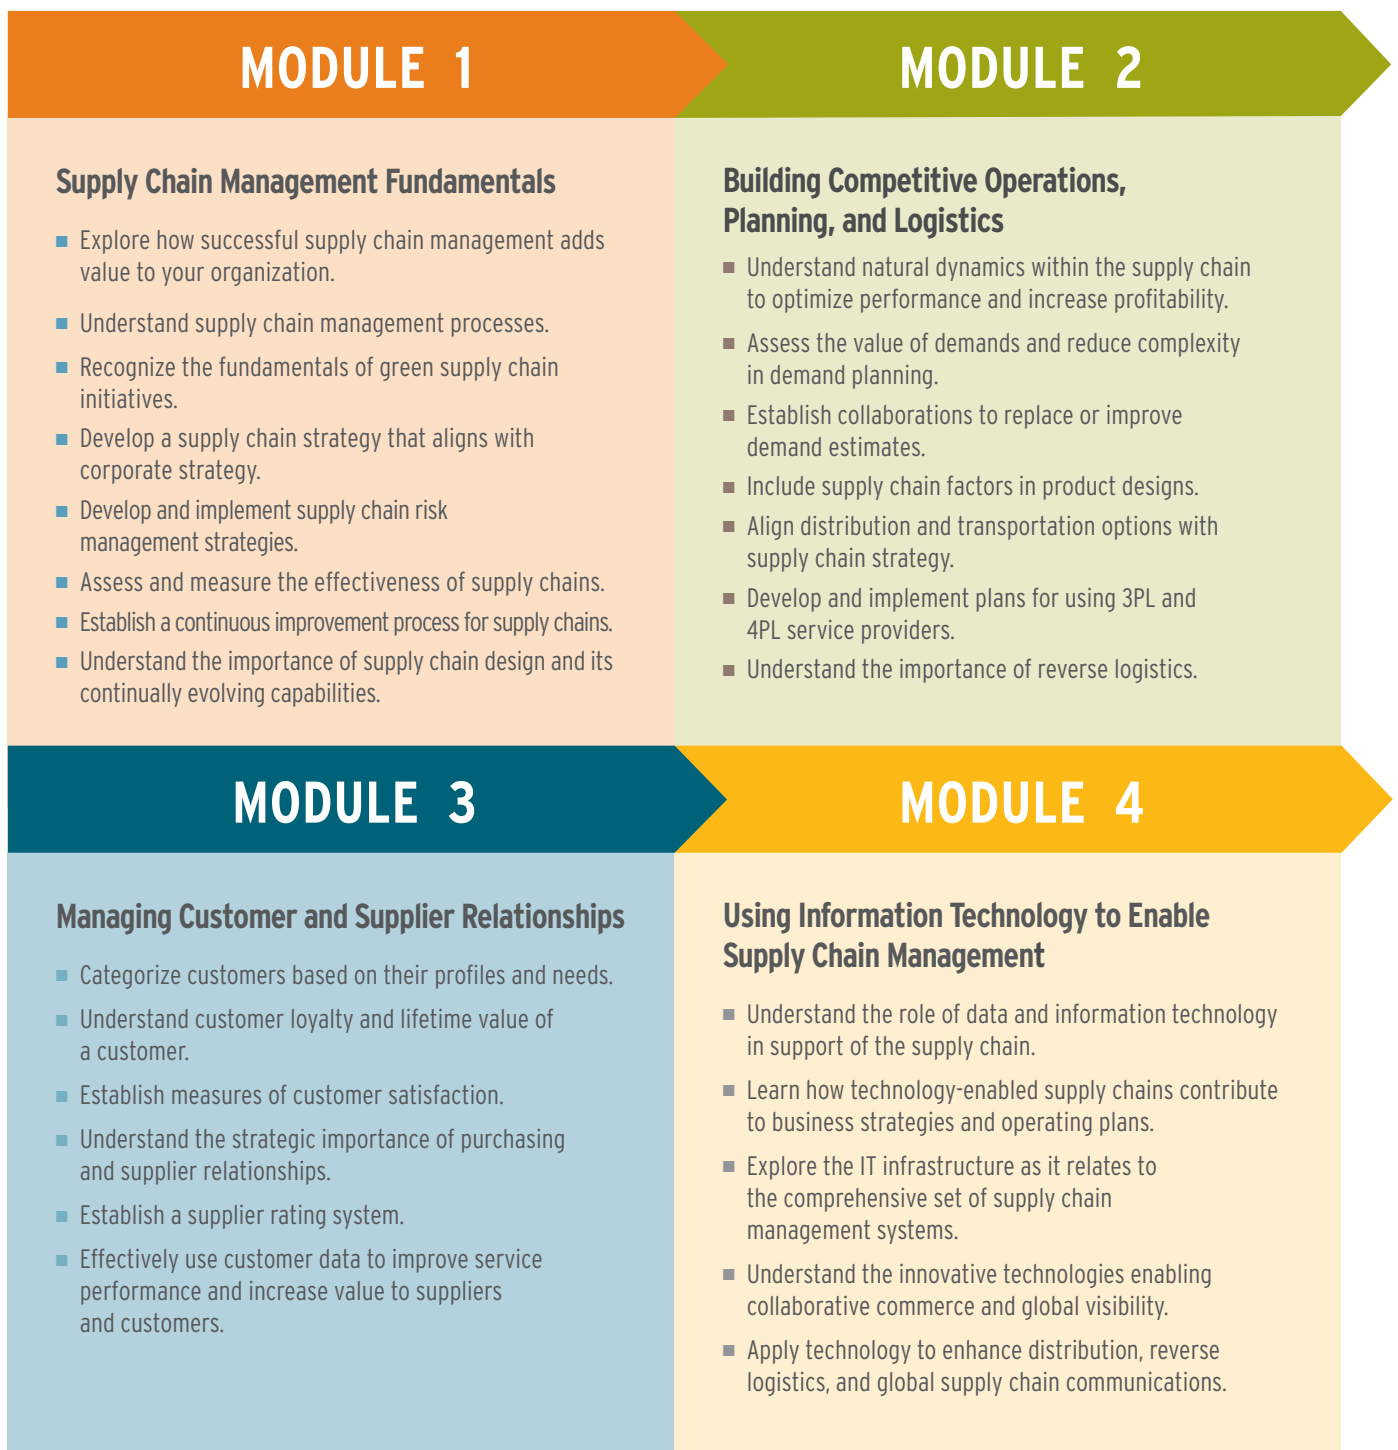 MODULE 1
Supply Chain Management Fundamentals
■ Explore how successful supply chain management adds
value to your organization.
■ Understand supply chain management processes.
■ Recognize the fundamentals of green supply chain
initiatives.
■ Develop a supply chain strategy that aligns with
corporate strategy.
■ Develop and implement supply chain risk
management strategies.
■ Assess and measure the effectiveness of supply chains.
■ Establish a continuous improvement process for supply chains.
■ Understand the importance of supply chain design and its
continually evolving capabilities.
MODULE 2
Building Competitive Operations,
Planning, and Logistics
■ Understand natural dynamics within the supply chain
to optimize performance and increase profitability.
■ Assess the value of demands and reduce complexity
in demand planning.
■ Establish collaborations to replace or improve
demand estimates.
■ Include supply chain factors in product designs.
■ Align distribution and transportation options with
supply chain strategy.
■ Develop and implement plans for using 3PL and
4PL service providers.
■ Understand the importance of reverse logistics.
MODULE 3
Managing Customer and Supplier Relationships
■ Categorize customers based on their profiles and needs.
■ Understand customer loyalty and lifetime value of
a customer.
■ Establish measures of customer satisfaction.
■ Understand the strategic importance of purchasing
and supplier relationships.
■ Establish a supplier rating system.
■ Effectively use customer data to improve service
performance and increase value to suppliers
and customers.
MODULE 4
Using Information Technology to Enable
Supply Chain Management
■ Understand the role of data and information technology
in support of the supply chain.
■ Learn how technology-enabled supply chains contribute
to business strategies and operating plans.
■ Explore the IT infrastructure as it relates to
the comprehensive set of supply chain
management systems.
■ Understand the innovative technologies enabling
collaborative commerce and global visibility.
■ Apply technology to enhance distribution, reverse
logistics, and global supply chain communications.